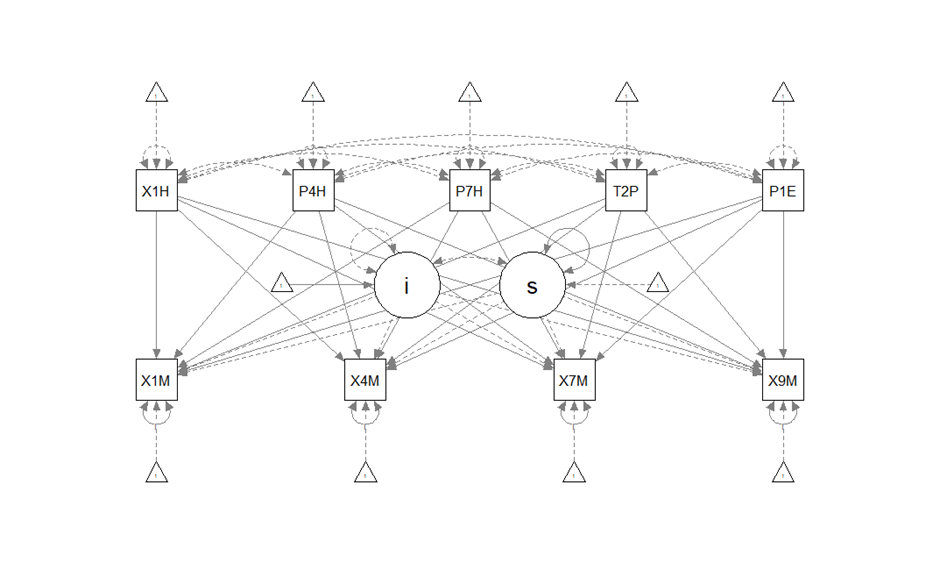 X1H P4H P7H T2P P1E
i s
X1M X4M X7M X9M